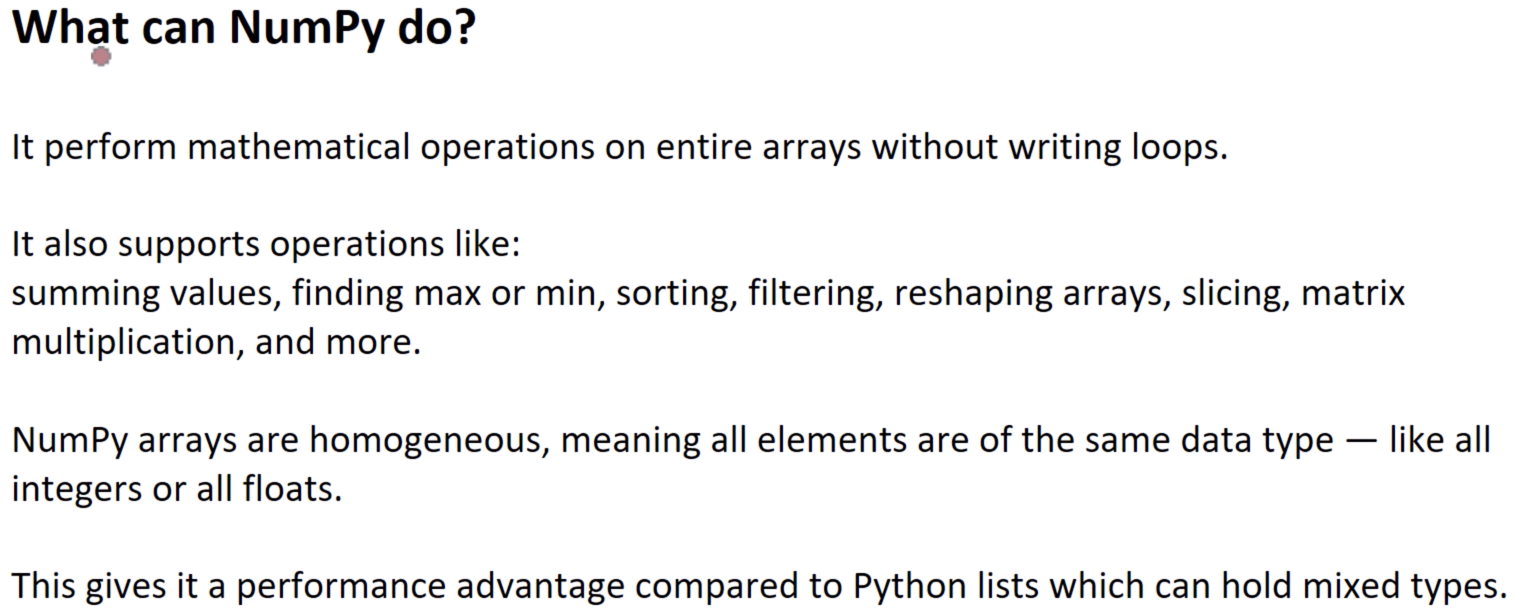 What can NumPy do?
It perform mathematical operations on entire arrays without writing loops.
It also supports operations like:
summing values, finding max or min, sorting, filtering, reshaping arrays, slicing, matrix
multiplication, and more.
NumPy arrays are homogeneous, meaning all elements are of the same data type — like all
integers or all floats.
This gives it a performance advantage compared to Python lists which can hold mixed types.